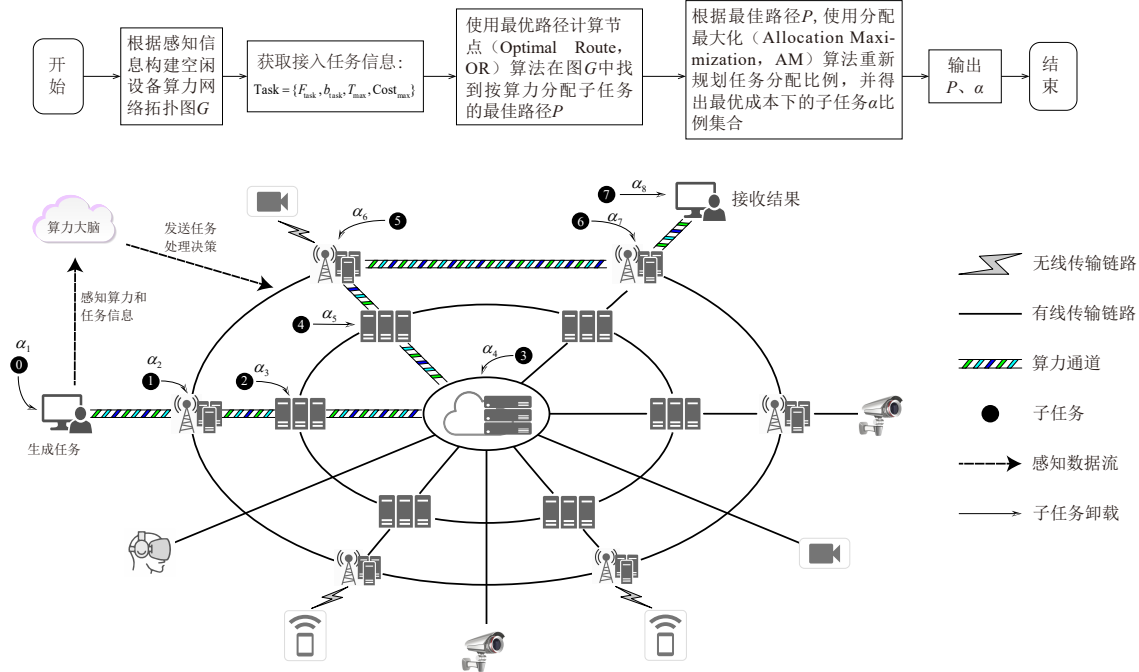 开
始
根据感知信
息构建空闲
设备算力网
络拓扑图G
获取接入任务信息:
Task={F_task,b_task,T_max,Cost_max}
使用最优路径计算节
点（Optimal Route，
OR）算法在图G中找
到按算力分配子任务
的最佳路径P
根据最佳路径P, 使用分配
最大化（Allocation Maxi-
mization，AM）算法重新
规划任务分配比例，并得
出最优成本下的子任务α比
例集合
输出
P、α
结
束
算力大脑
发送任务
处理决策
感知算力和
任务信息
α₁
0
生成任务
α₂
1
2
α₃
α₄
3
4
α₅
α₆
5
6
α₇
7
α₈
接收结果
无线传输链路
有线传输链路
算力通道
子任务
感知数据流
子任务卸载